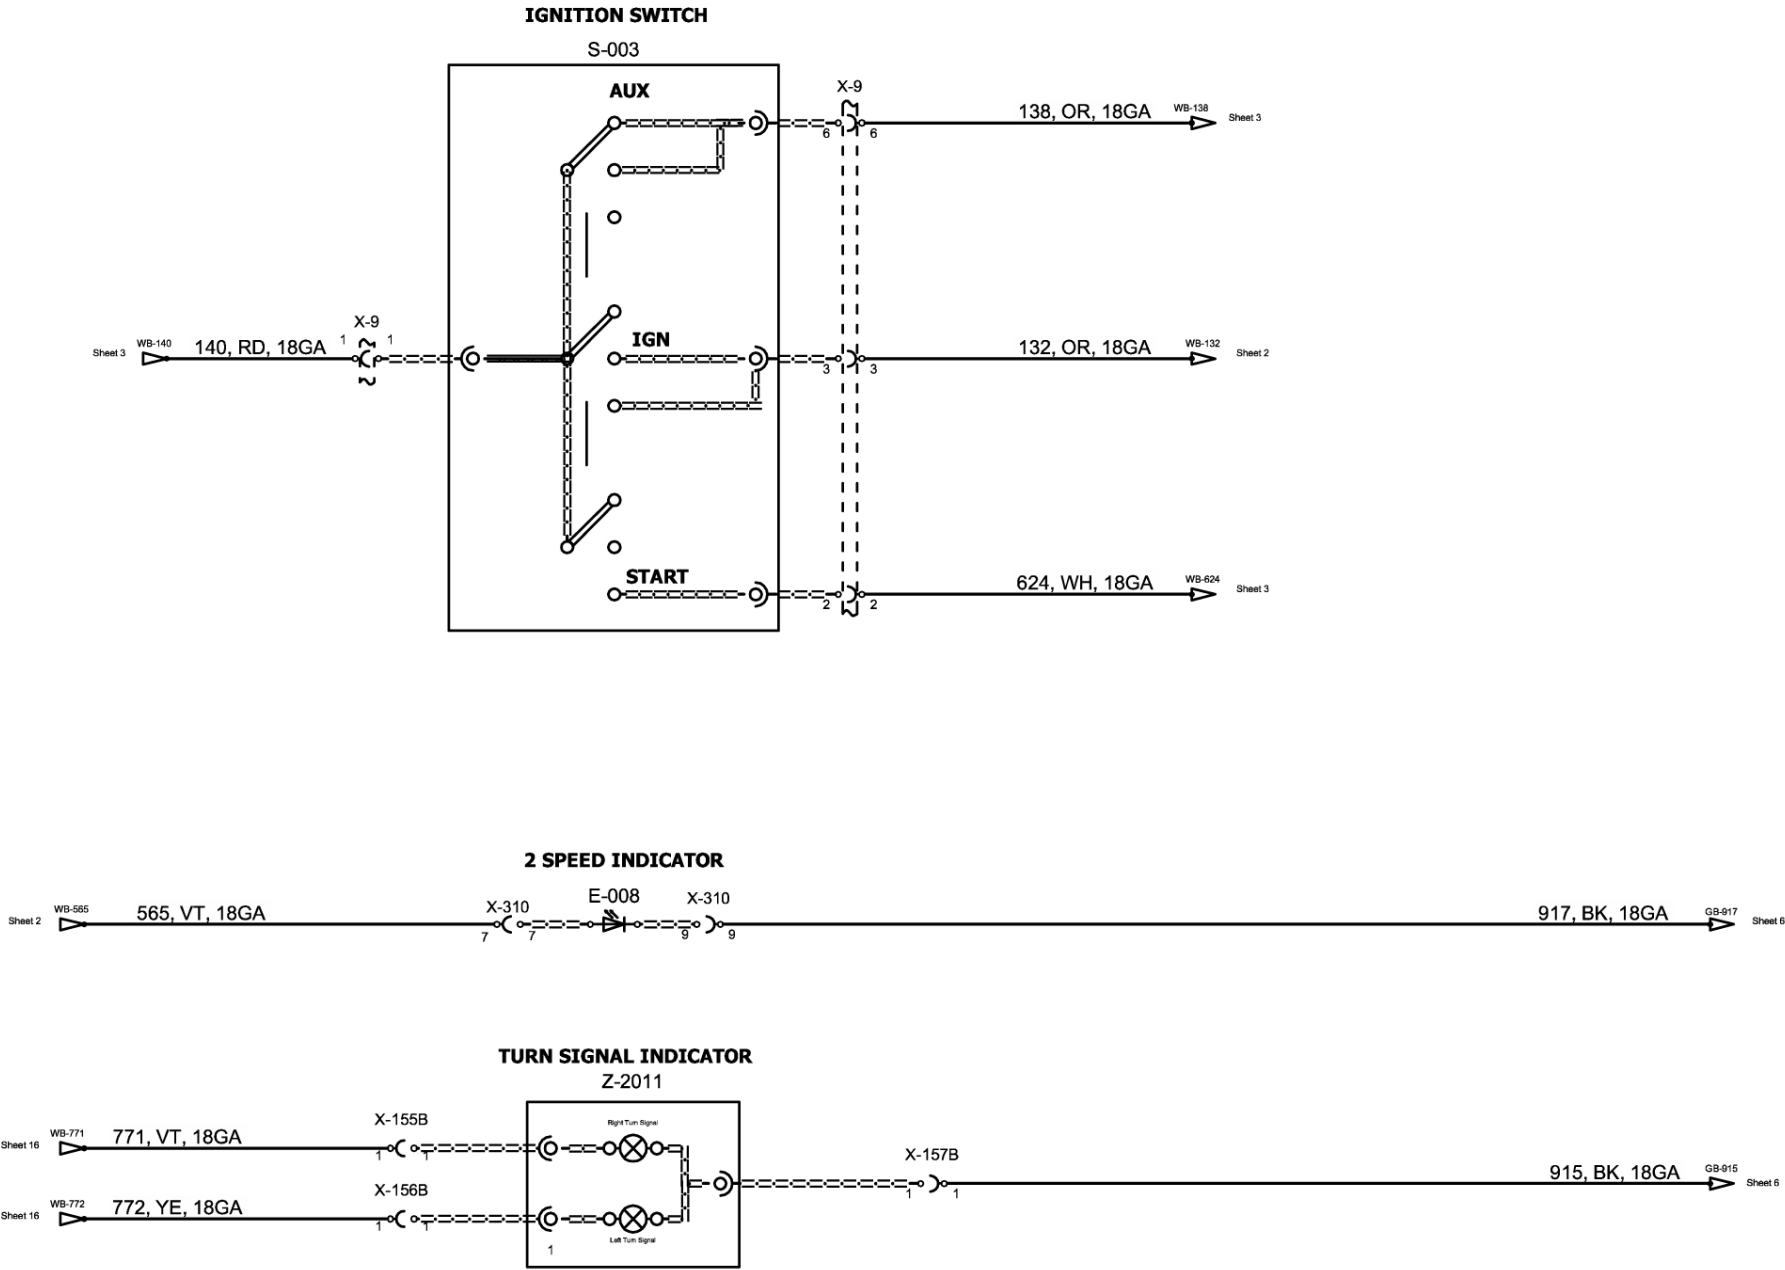 IGNITION SWITCH
S-003
AUX
X-9
138, OR, 18GA
WB-138
Sheet 3
6
6
Sheet 3
WB-140
140, RD, 18GA
X-9
1
1
IGN
132, OR, 18GA
WB-132
Sheet 2
3
3
START
624, WH, 18GA
WB-624
Sheet 3
2
2
2 SPEED INDICATOR
Sheet 2
WB-565
565, VT, 18GA
X-310
7
7
E-008
X-310
9
9
917, BK, 18GA
GB-917
Sheet 6
TURN SIGNAL INDICATOR
Z-2011
Sheet 16
WB-771
771, VT, 18GA
X-155B
1
1
Right Turn Signal
X-157B
1
1
915, BK, 18GA
GB-915
Sheet 6
Sheet 16
WB-772
772, YE, 18GA
X-156B
1
1
Left Turn Signal
1